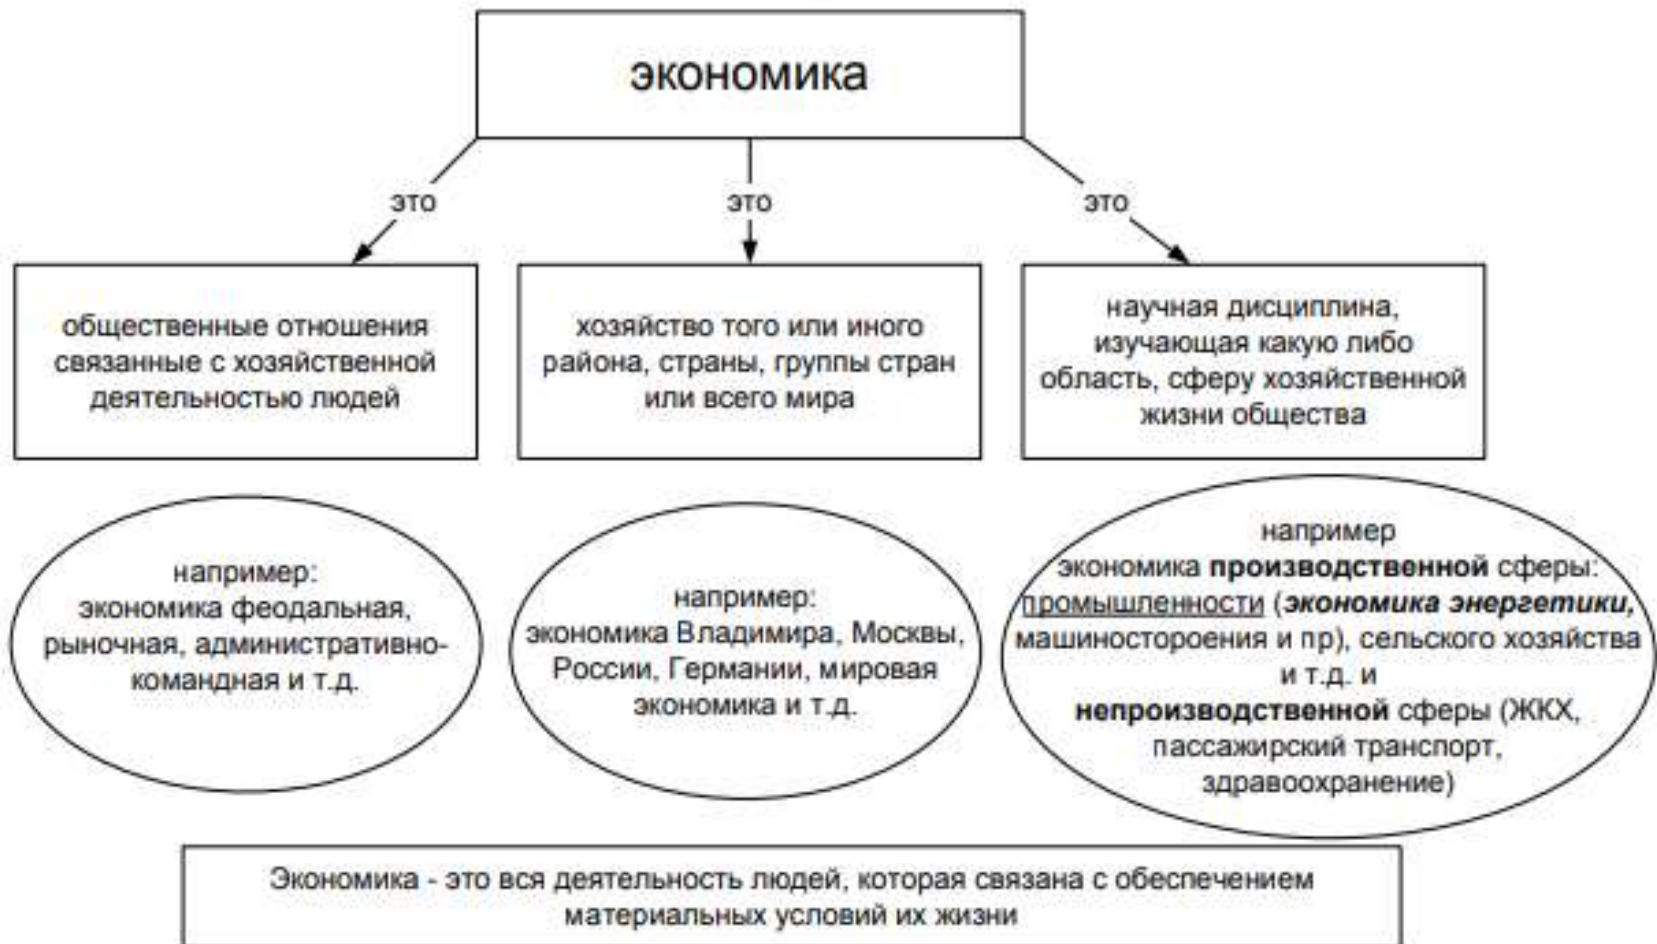 экономика
это
это
это
общественные отношения
связанные с хозяйственной
деятельностью людей
хозяйство того или иного
района, страны, группы стран
или всего мира
научная дисциплина,
изучающая какую либо
область, сферу хозяйственной
жизни общества
например:
экономика феодальная,
рыночная, административно-
командная и т.д.
например:
экономика Владимира, Москвы,
России, Германии, мировая
экономика и т.д.
например
экономика производственной сферы:
промышленности (экономика энергетики,
машиностороения и пр), сельского хозяйства
и т.д. и
непроизводственной сферы (ЖКХ,
пассажирский транспорт,
здравоохранение)
Экономика - это вся деятельность людей, которая связана с обеспечением
материальных условий их жизни